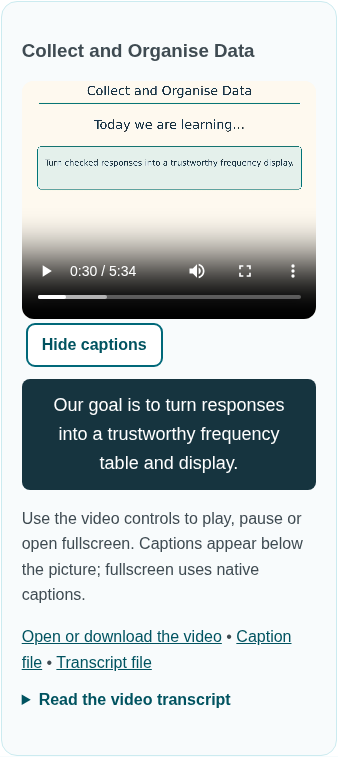 Collect and Organise Data
Collect and Organise Data
Today we are learning...
Turn checked responses into a trustworthy frequency display.
0:30 / 5:34
Hide captions
Our goal is to turn responses
into a trustworthy frequency
table and display.
Use the video controls to play, pause or
open fullscreen. Captions appear below
the picture; fullscreen uses native
captions.
Open or download the video • Caption
file • Transcript file
Read the video transcript